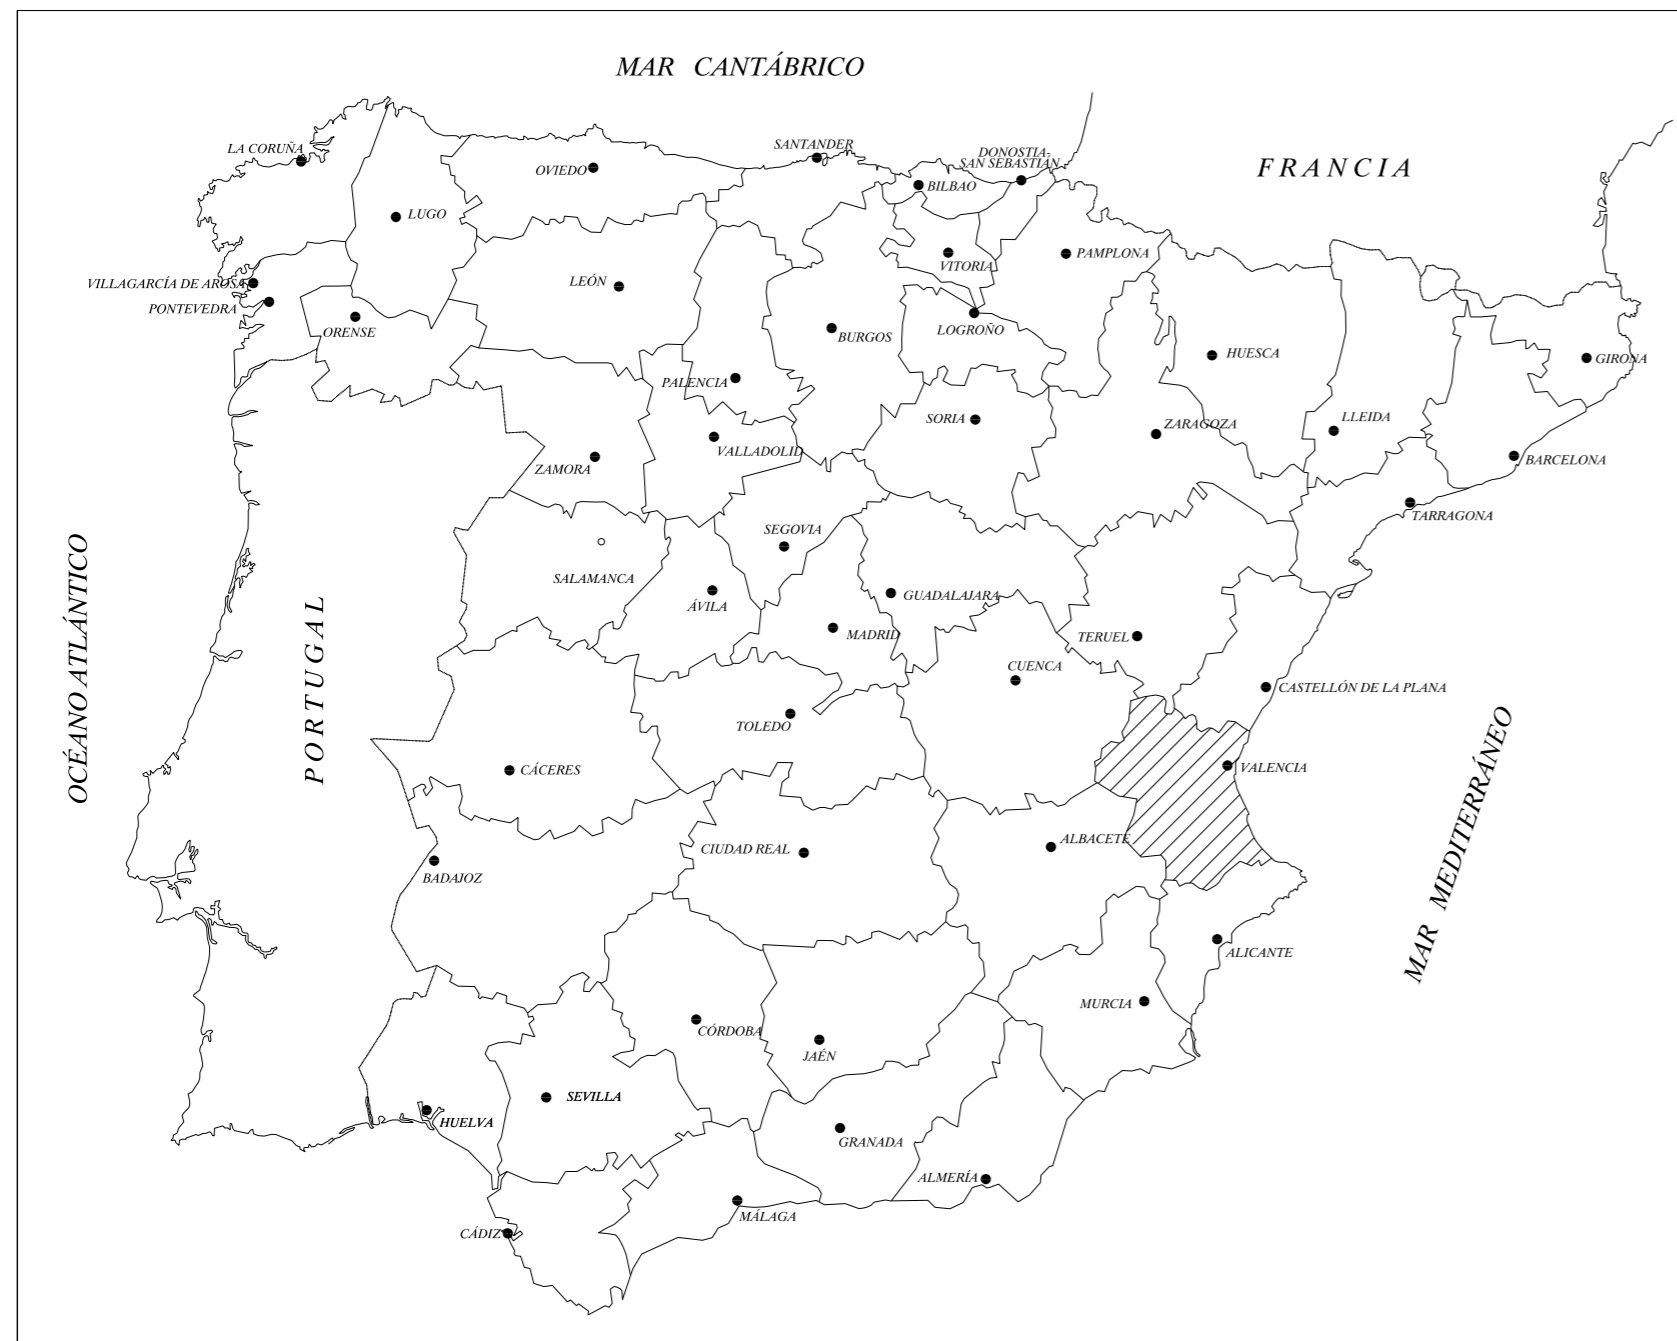 MAR CANTÁBRICO
LA CORUÑA
SANTANDER
DONOSTIA-
SAN SEBASTIÁN
OVIEDO
BILBAO
FRANCIA
LUGO
VITORIA
PAMPLONA
VILLAGARCÍA DE AROSA
LEÓN
PONTEVEDRA
ORENSE
BURGOS
LOGROÑO
HUESCA
GIRONA
PALENCIA
SORIA
ZARAGOZA
LLEIDA
VALLADOLID
ZAMORA
BARCELONA
TARRAGONA
SEGOVIA
SALAMANCA
ÁVILA
GUADALAJARA
MADRID
TERUEL
CUENCA
CASTELLÓN DE LA PLANA
OCÉANO ATLÁNTICO
PORTUGAL
TOLEDO
CÁCERES
VALENCIA
MAR MEDITERRÁNEO
CIUDAD REAL
ALBACETE
BADAJOZ
ALICANTE
MURCIA
CÓRDOBA
JAÉN
SEVILLA
HUELVA
GRANADA
ALMERÍA
MÁLAGA
CÁDIZ